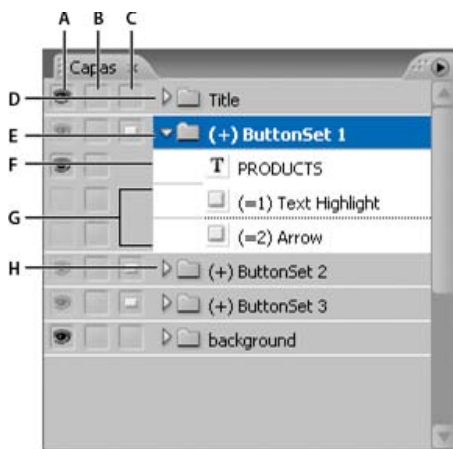 A B C
Capas x
D Title
E (+) ButtonSet 1
F T PRODUCTS
G (=1) Text Highlight
(=2) Arrow
H (+) ButtonSet 2
(+) ButtonSet 3
background